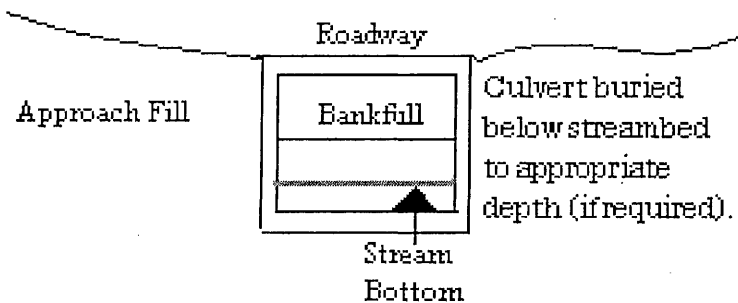 Roadway
Approach Fill
Bankfull
Culvert buried
below streambed
to appropriate
depth (if required).
Stream
Bottom